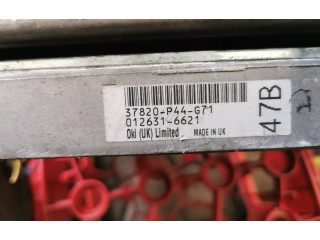 37820-P44-G71
012631-6621
Oki (UK) Limited MADE IN UK
47B